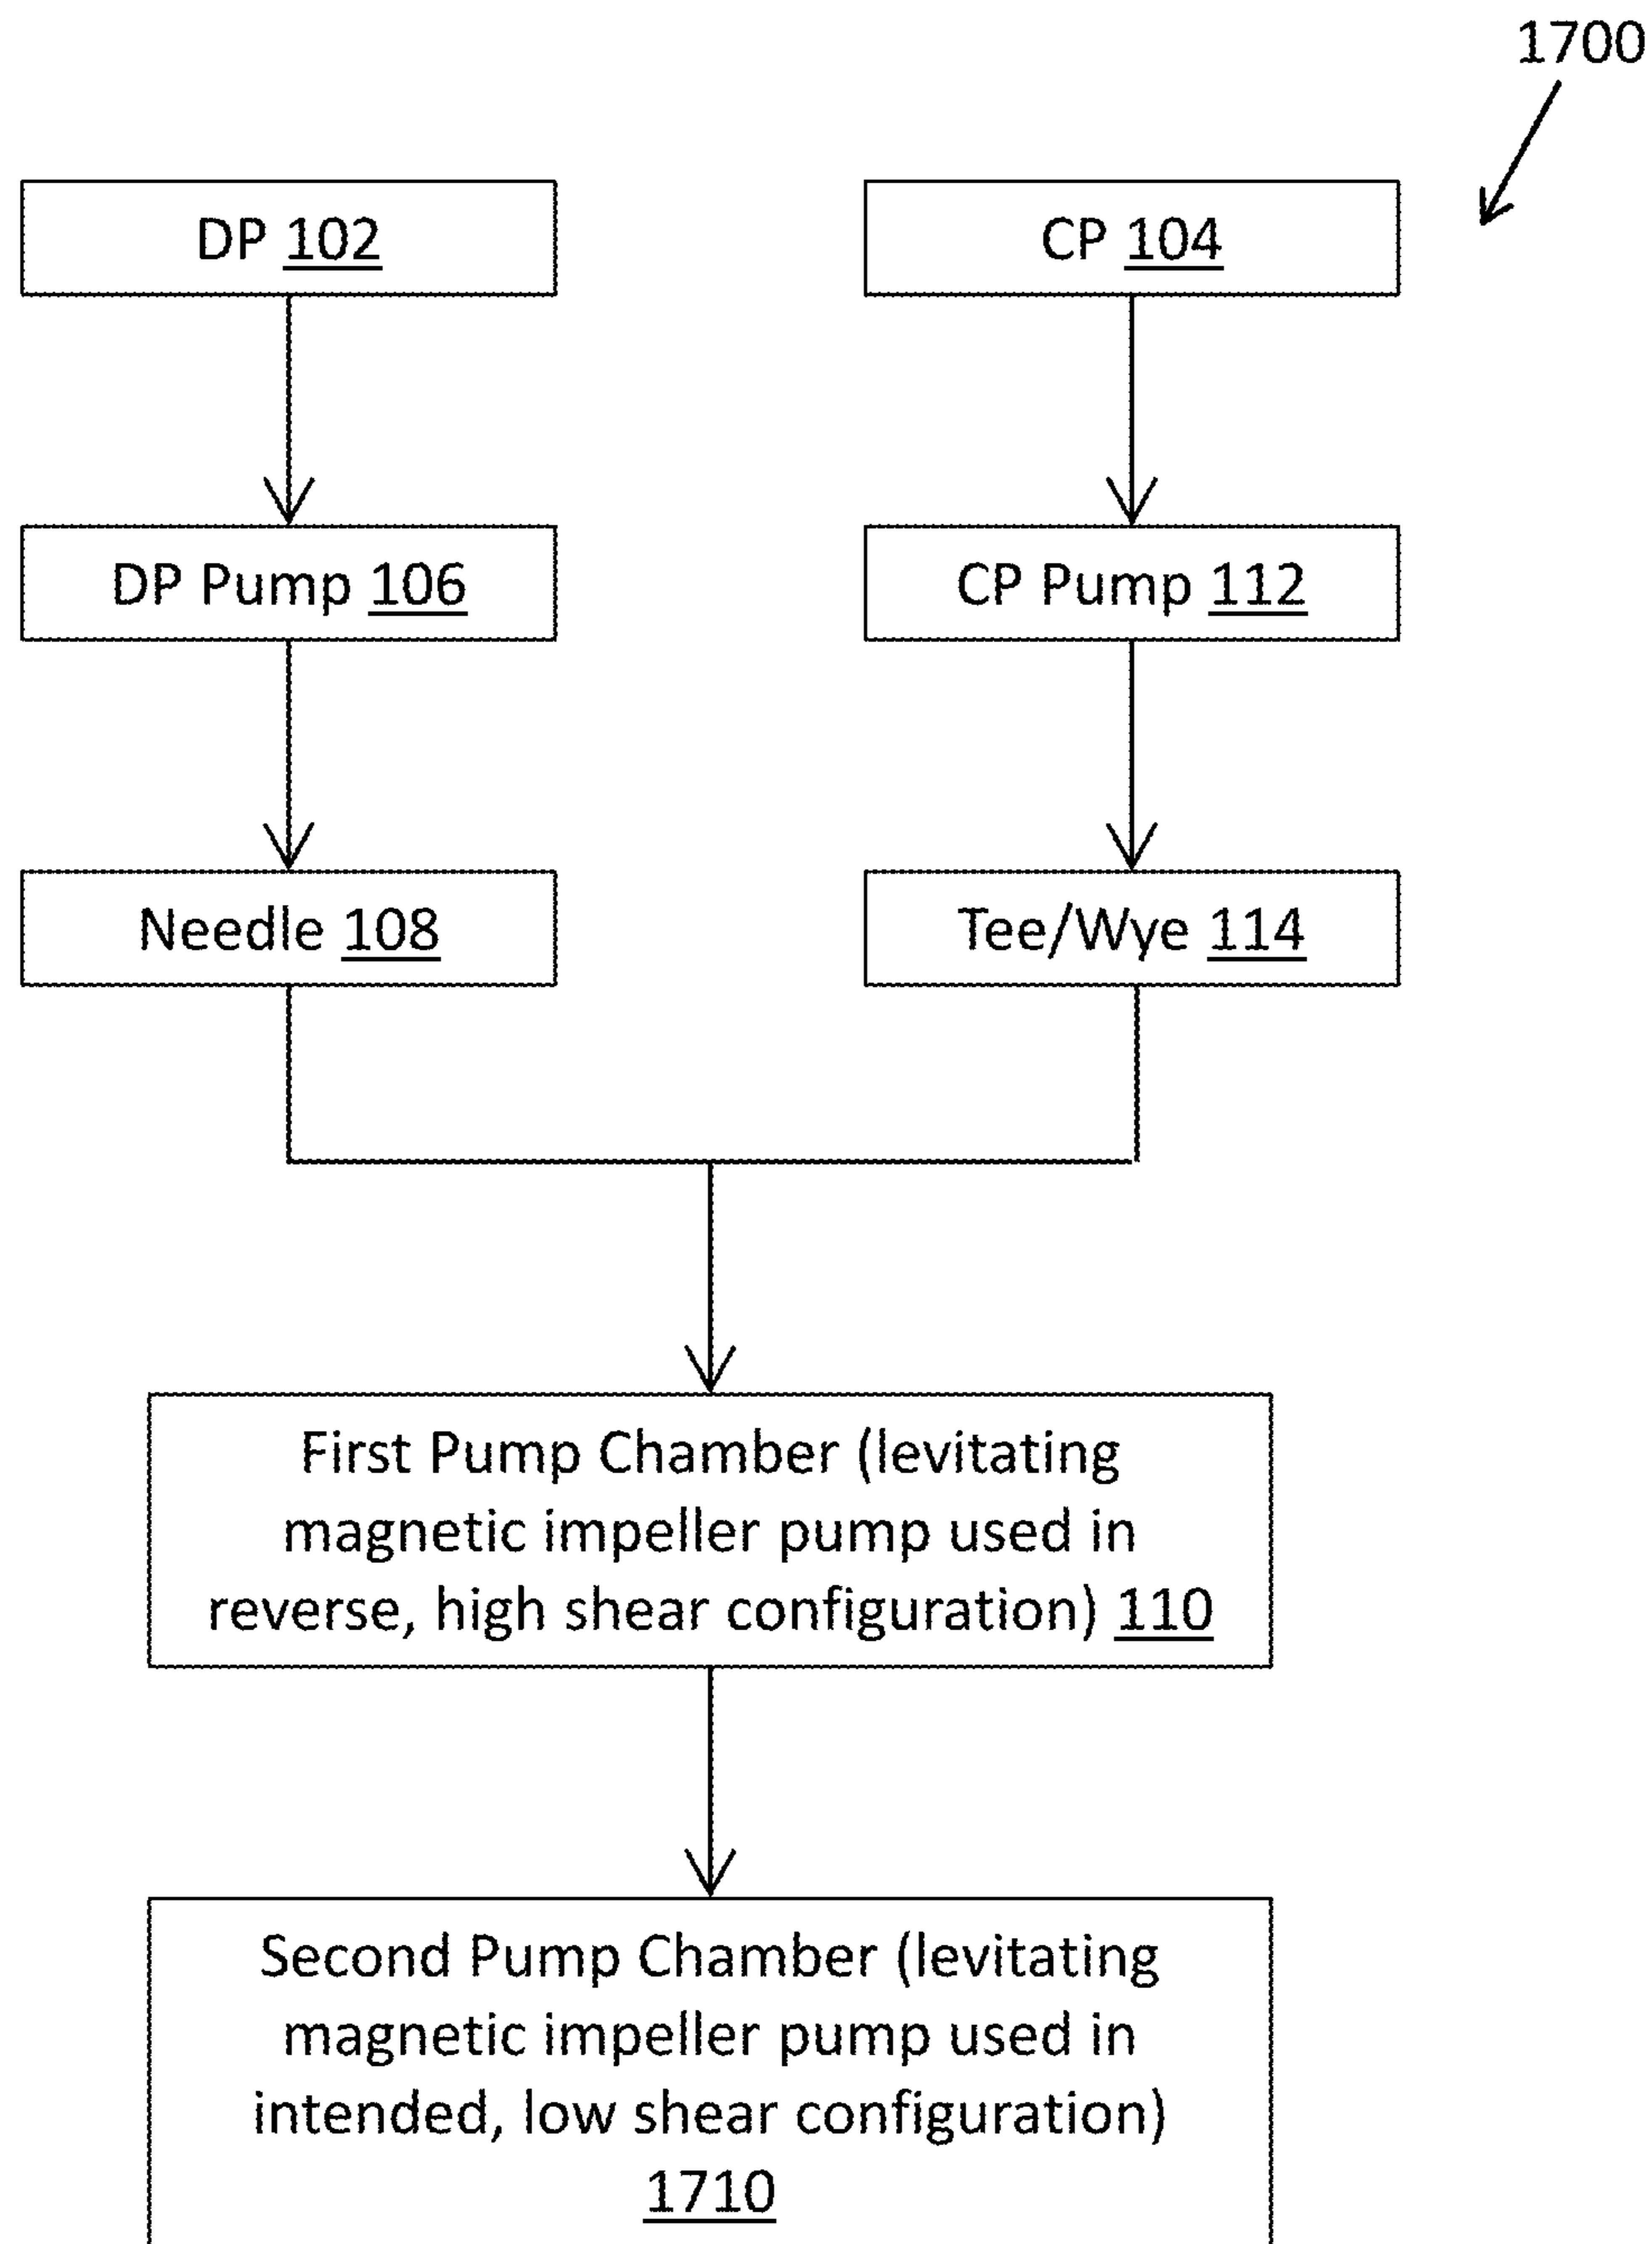 1700
DP 102
CP 104
DP Pump 106
CP Pump 112
Needle 108
Tee/Wye 114
First Pump Chamber (levitating
magnetic impeller pump used in
reverse, high shear configuration) 110
Second Pump Chamber (levitating
magnetic impeller pump used in
intended, low shear configuration)
1710